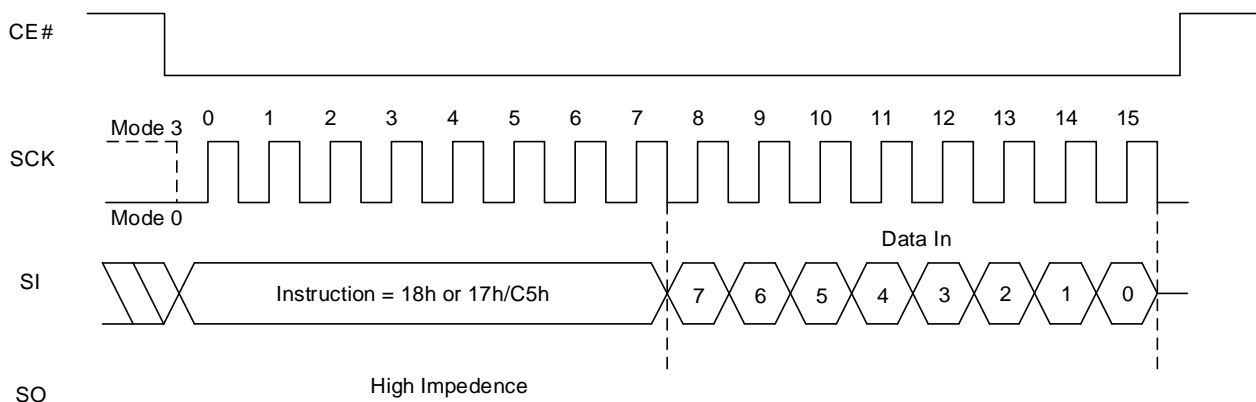 CE#
Mode 3
0 1 2 3 4 5 6 7 8 9 10 11 12 13 14 15
SCK
Mode 0
Data In
SI
Instruction = 18h or 17h/C5h
7 6 5 4 3 2 1 0
High Impedence
SO